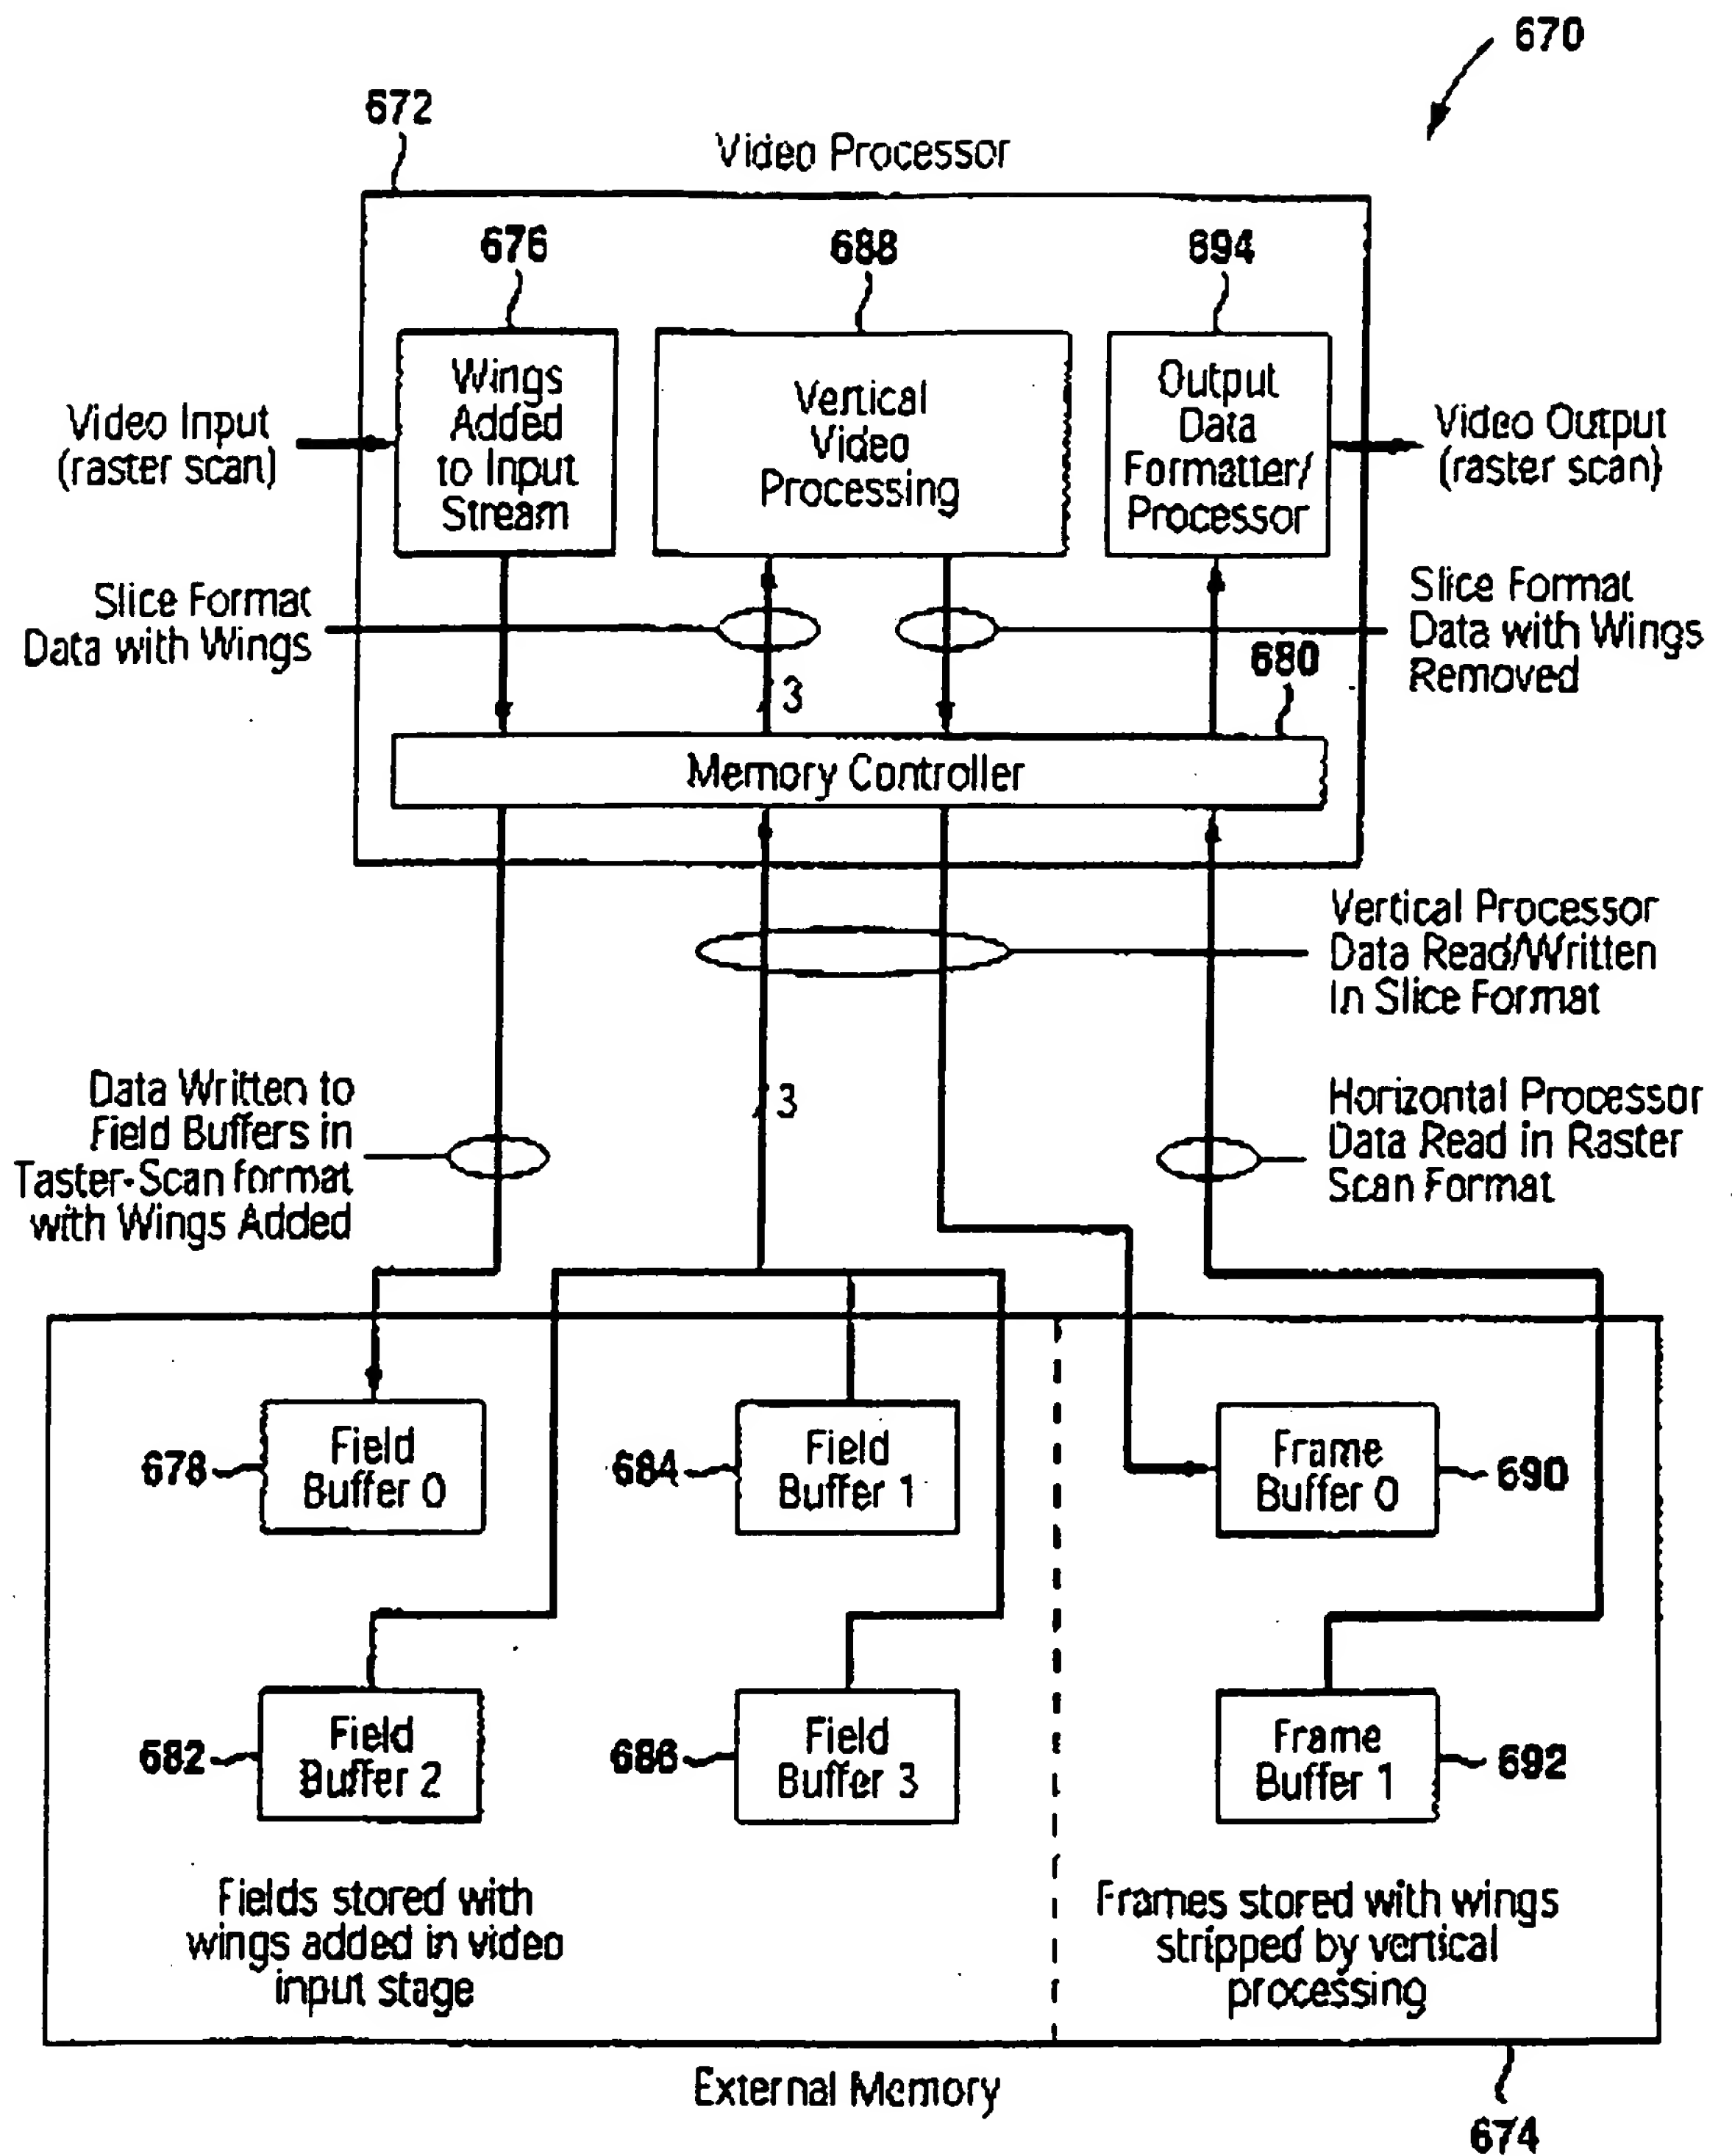 670
672
Video Processor
676
688
694
Wings
Added
to Input
Stream
Vertical
Video
Processing
Output
Data
Formatter/
Processor
Video Input
(raster scan)
Video Output
(raster scan)
Slice Format
Data with Wings
Slice Format
Data with Wings
Removed
3
680
Memory Controller
Vertical Processor
Data Read/Written
In Slice Format
Data Written to
Field Buffers in
Taster-Scan format
with Wings Added
3
Horizontal Processor
Data Read in Raster
Scan Format
678
Field
Buffer 0
684
Field
Buffer 1
Frame
Buffer 0
690
682
Field
Buffer 2
686
Field
Buffer 3
Frame
Buffer 1
692
Fields stored with
wings added in video
input stage
Frames stored with wings
stripped by vertical
processing
External Memory
674